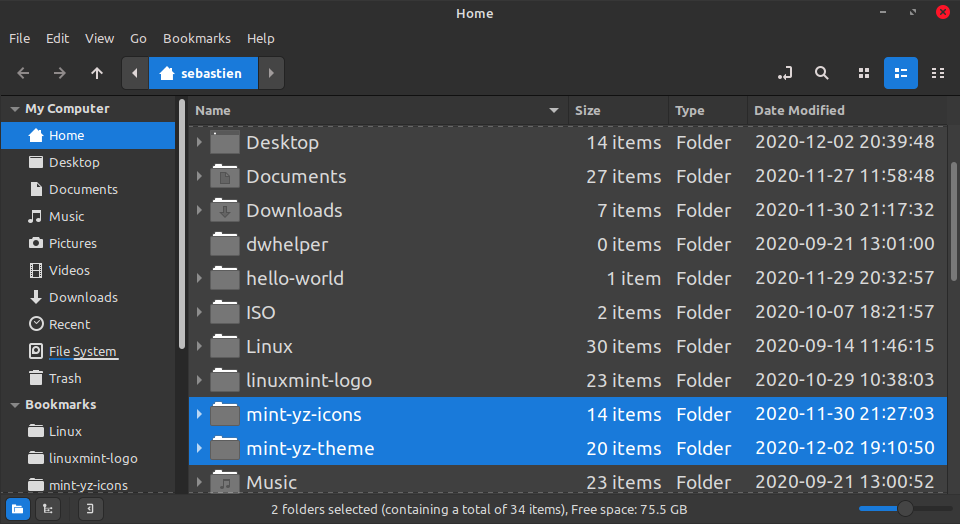 Home
File Edit View Go Bookmarks Help
sebastien
My Computer
Home
Desktop
Documents
Music
Pictures
Videos
Downloads
Recent
File System
Trash
Bookmarks
Linux
linuxmint-logo
mint-yz-icons
Name Size Type Date Modified
Desktop 14 items Folder 2020-12-02 20:39:48
Documents 27 items Folder 2020-11-27 11:58:48
Downloads 7 items Folder 2020-11-30 21:17:32
dwhelper 0 items Folder 2020-09-21 13:01:00
hello-world 1 item Folder 2020-11-29 20:32:57
ISO 2 items Folder 2020-10-07 18:21:57
Linux 30 items Folder 2020-09-14 11:46:15
linuxmint-logo 23 items Folder 2020-10-29 10:38:03
mint-yz-icons 14 items Folder 2020-11-30 21:27:03
mint-yz-theme 20 items Folder 2020-12-02 19:10:50
Music 23 items Folder 2020-09-21 13:00:52
2 folders selected (containing a total of 34 items), Free space: 75.5 GB